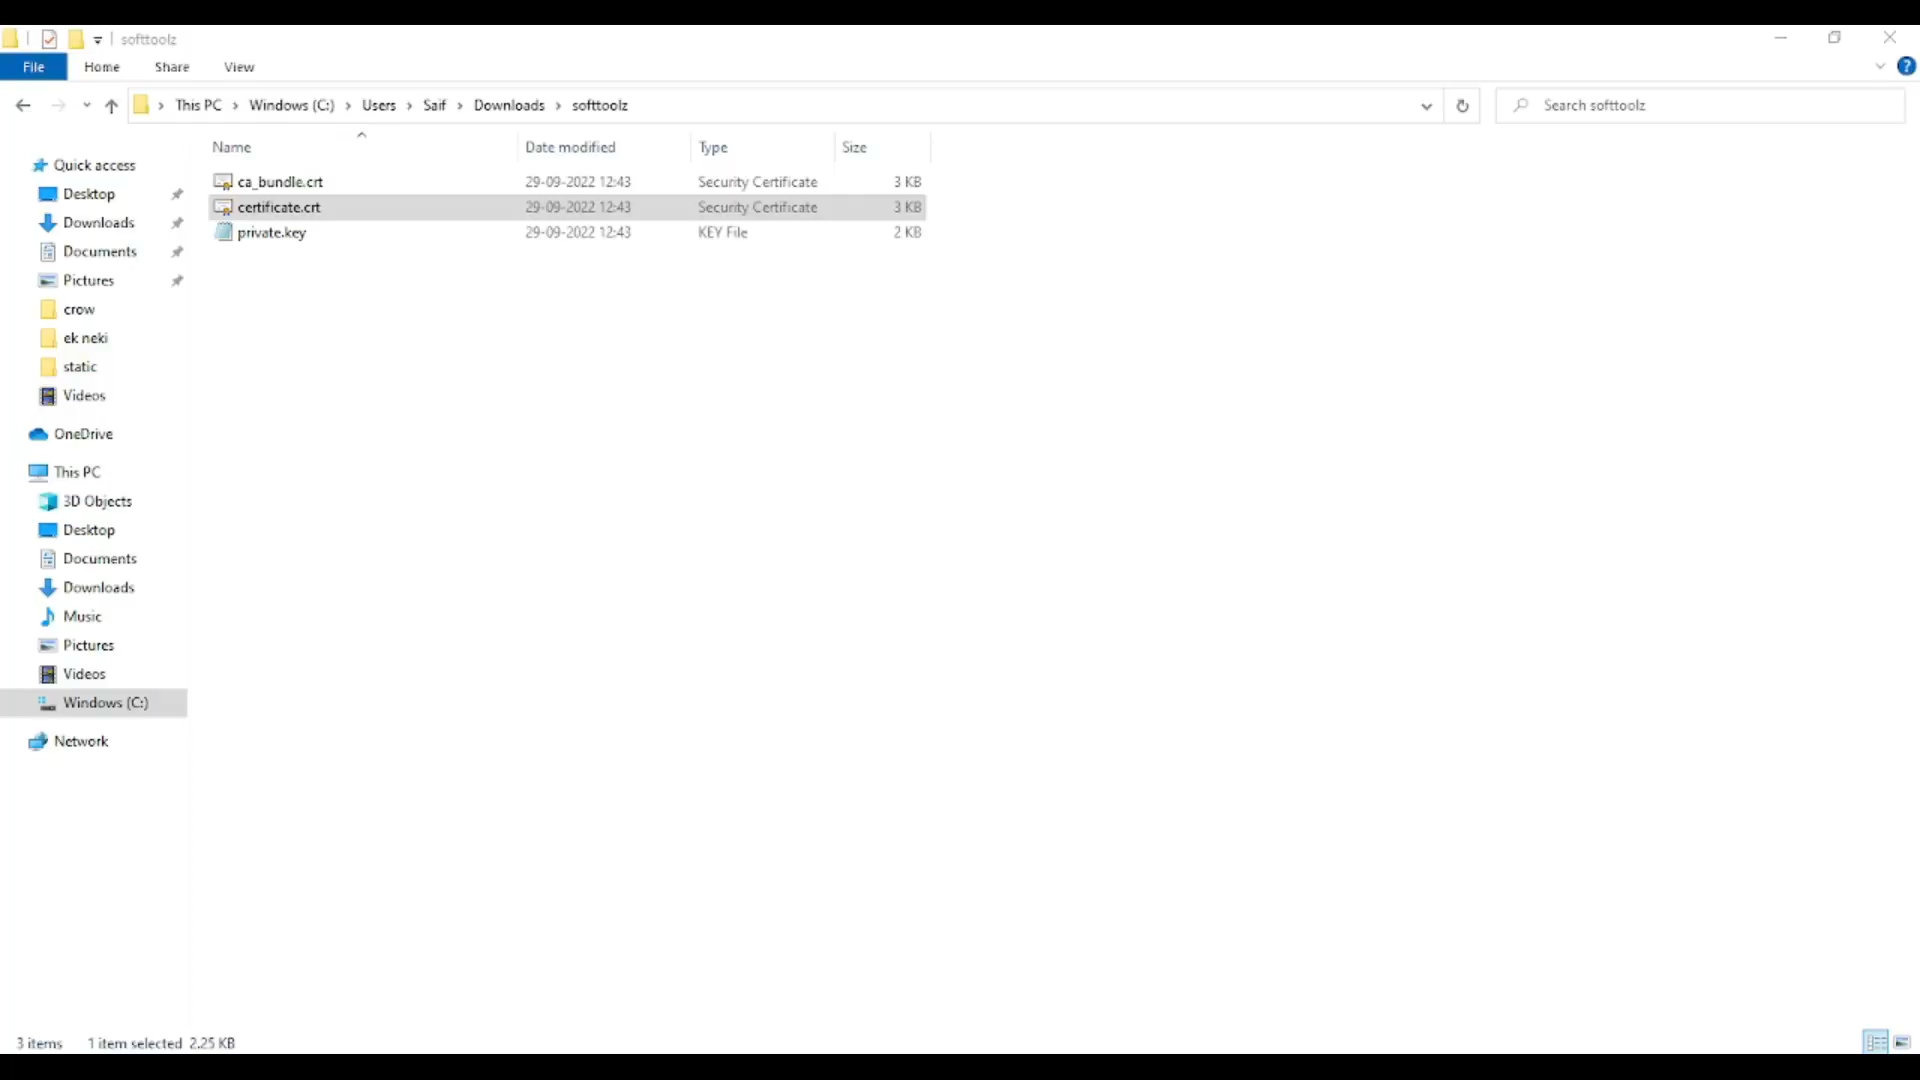 softtoolz
File Home Share View
This PC Windows (C:) Users Saif Downloads softtoolz Search softtoolz
Name Date modified Type Size
ca_bundle.crt 29-09-2022 12:43 Security Certificate 3 KB
certificate.crt 29-09-2022 12:43 Security Certificate 3 KB
private.key 29-09-2022 12:43 KEY File 2 KB
Quick access
Desktop
Downloads
Documents
Pictures
crow
ek neki
static
Videos
OneDrive
This PC
3D Objects
Desktop
Documents
Downloads
Music
Pictures
Videos
Windows (C:)
Network
3 items 1 item selected 2.25 KB